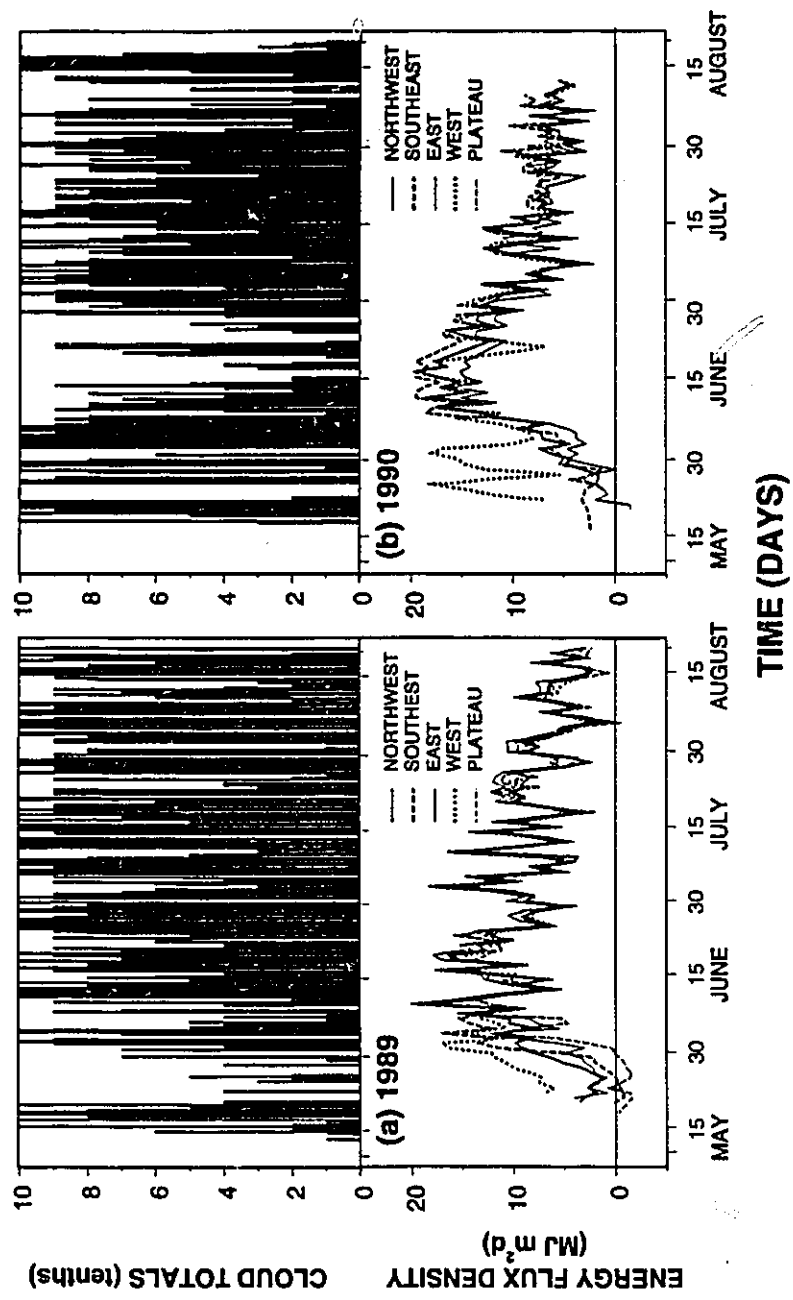 CLOUD TOTALS (tenths)
10
8
6
4
2
0
(a) 1989
ENERGY FLUX DENSITY
(MJ m²d)
20
10
0
NORTHWEST
SOUTHEST
EAST
WEST
PLATEAU
15
30
15
30
15
30
15
MAY
JUNE
JULY
AUGUST
10
8
6
4
2
0
(b) 1990
20
10
0
NORTHWEST
SOUTHEAST
EAST
WEST
PLATEAU
15
30
15
30
15
30
15
MAY
JUNE
JULY
AUGUST
TIME (DAYS)